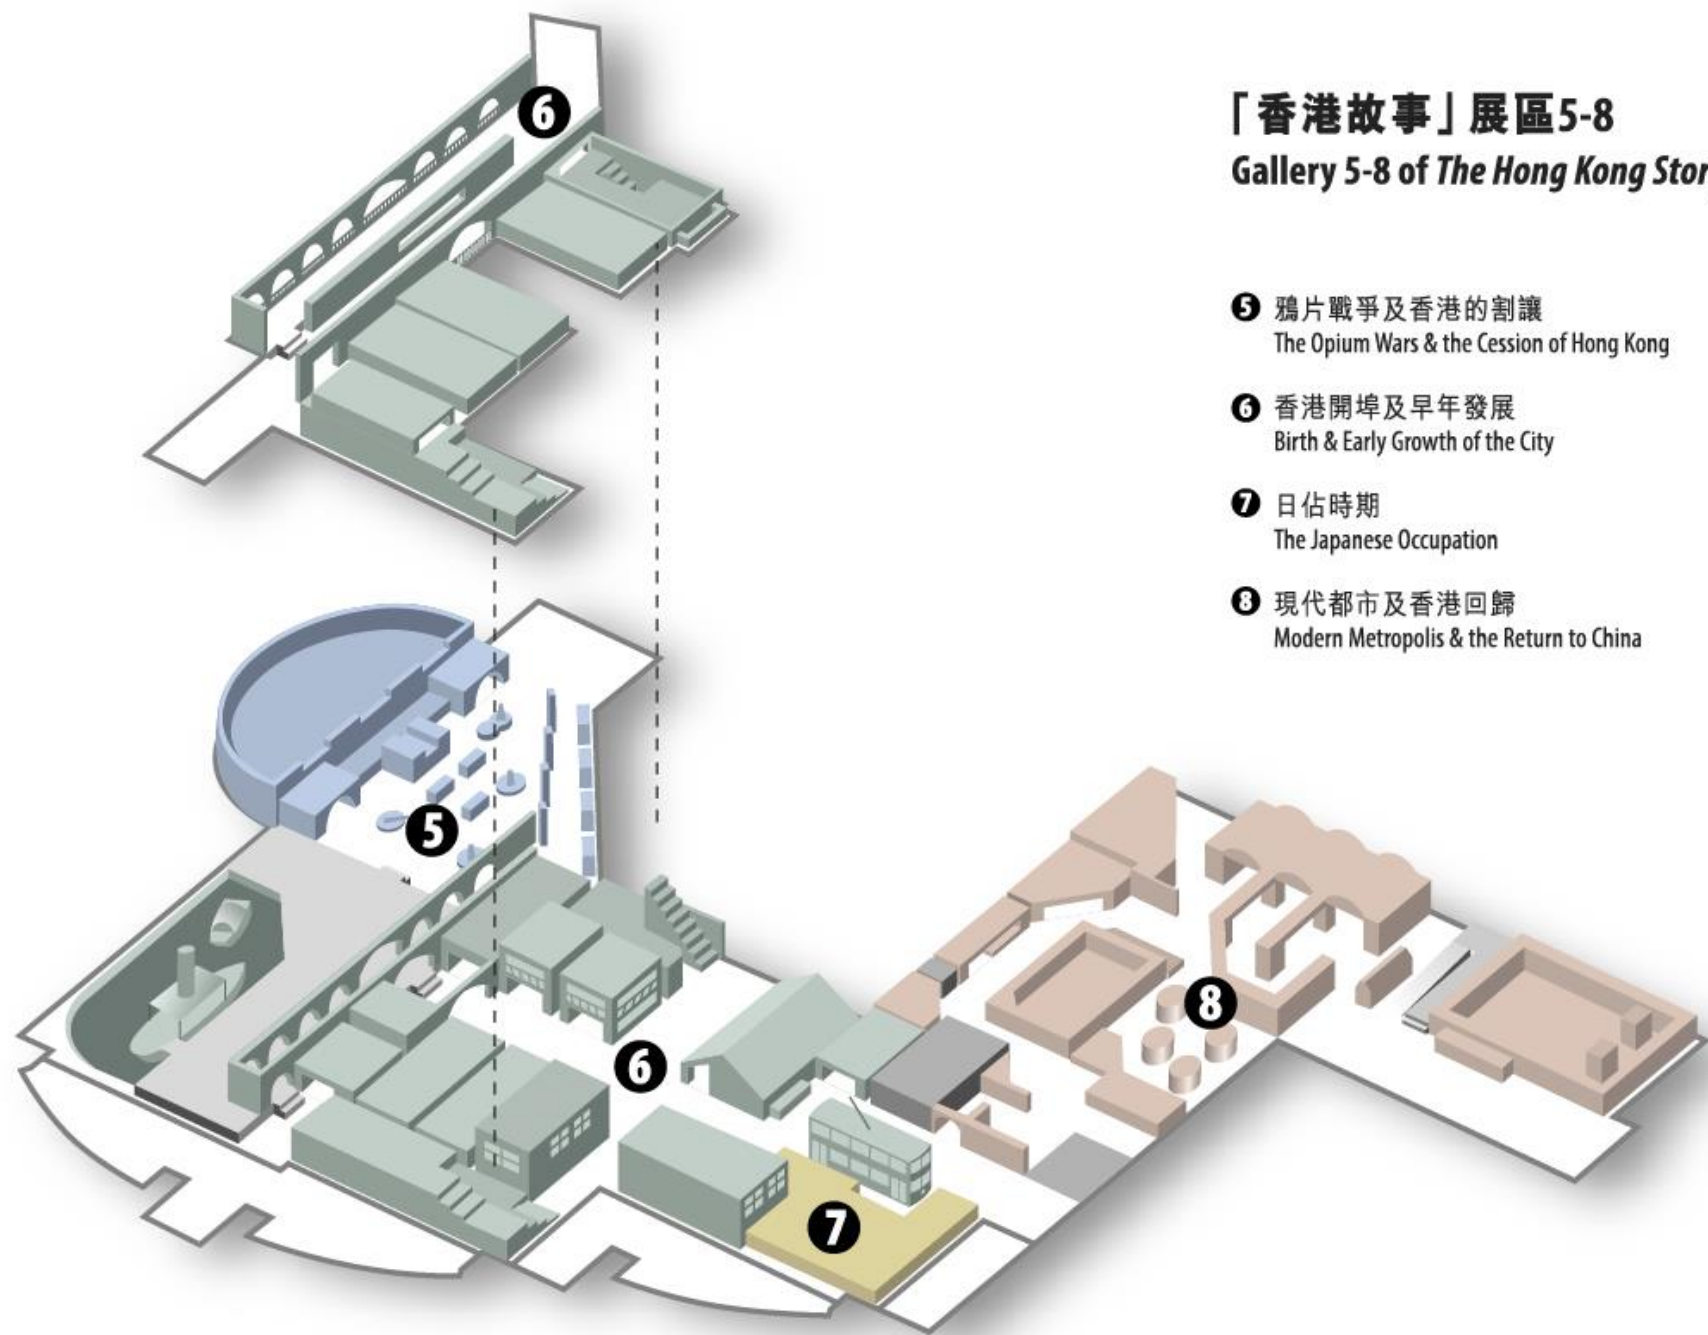 「香港故事」展區5-8
Gallery 5-8 of The Hong Kong Stor
5 鴉片戰爭及香港的割讓
The Opium Wars & the Cession of Hong Kong
6 香港開埠及早年發展
Birth & Early Growth of the City
7 日佔時期
The Japanese Occupation
8 現代都市及香港回歸
Modern Metropolis & the Return to China
6
5
6
7
8